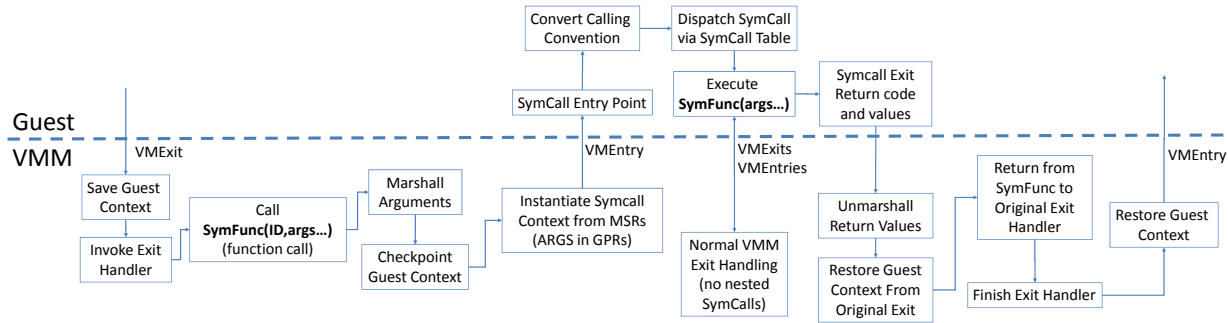 Convert Calling
Convention
Dispatch SymCall
via SymCall Table
SymCall Entry Point
Execute
SymFunc(args…)
Symcall Exit
Return code
and values
Guest
VMM
VMExit
VMEntry
VMExits
VMEntries
VMEntry
Save Guest
Context
Invoke Exit
Handler
Call
SymFunc(ID,args…)
(function call)
Marshall
Arguments
Checkpoint
Guest Context
Instantiate Symcall
Context from MSRs
(ARGS in GPRs)
Normal VMM
Exit Handling
(no nested
SymCalls)
Unmarshall
Return Values
Restore Guest
Context From
Original Exit
Return from
SymFunc to
Original Exit
Handler
Finish Exit Handler
Restore Guest
Context